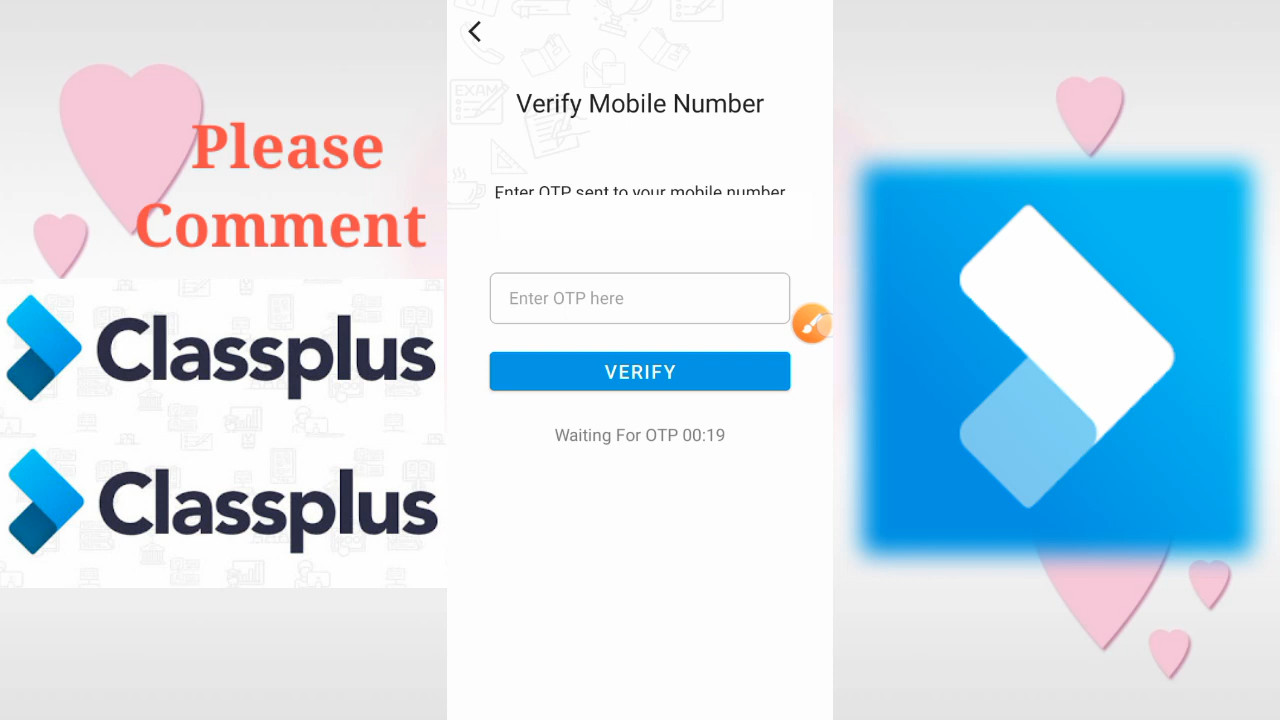 Please
Comment
Classplus
Classplus
EXAM
Verify Mobile Number
Enter OTP sent to your mobile number
Enter OTP here
VERIFY
Waiting For OTP 00:19